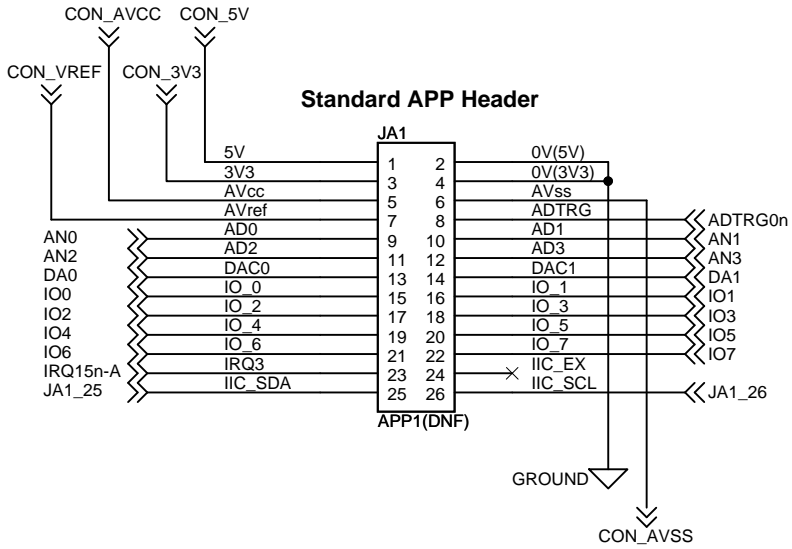 CON_AVCC CON_5V
CON_VREF CON_3V3
Standard APP Header
JA1
5V 1 2 0V(5V)
3V3 3 4 0V(3V3)
AVcc 5 6 AVss
AVref 7 8 ADTRG ADTRG0n
AN0 AD0 9 10 AD1 AN1
AN2 AD2 11 12 AD3 AN3
DA0 DAC0 13 14 DAC1 DA1
IO0 IO_0 15 16 IO_1 IO1
IO2 IO_2 17 18 IO_3 IO3
IO4 IO_4 19 20 IO_5 IO5
IO6 IO_6 21 22 IO_7 IO7
IRQ15n-A IRQ3 23 24 IIC_EX
JA1_25 IIC_SDA 25 26 IIC_SCL JA1_26
APP1(DNF)
GROUND
CON_AVSS